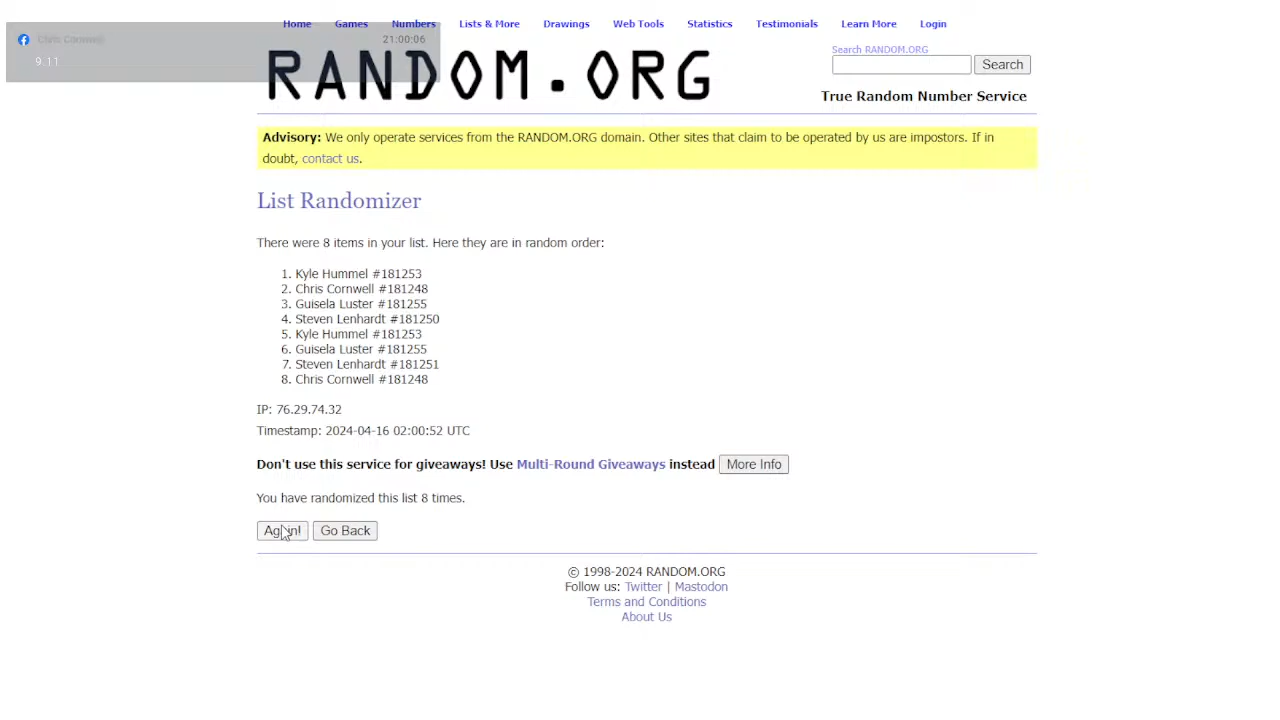 Home Games Numbers Lists & More Drawings Web Tools Statistics Testimonials Learn More Login
Chris Cornwell 21:00:06
9.11
RANDOM.ORG
Search RANDOM.ORG
Search
True Random Number Service
Advisory: We only operate services from the RANDOM.ORG domain. Other sites that claim to be operated by us are impostors. If in
doubt, contact us.
List Randomizer
There were 8 items in your list. Here they are in random order:
1. Kyle Hummel #181253
2. Chris Cornwell #181248
3. Guisela Luster #181255
4. Steven Lenhardt #181250
5. Kyle Hummel #181253
6. Guisela Luster #181255
7. Steven Lenhardt #181251
8. Chris Cornwell #181248
IP: 76.29.74.32
Timestamp: 2024-04-16 02:00:52 UTC
Don't use this service for giveaways! Use Multi-Round Giveaways instead More Info
You have randomized this list 8 times.
Again! Go Back
© 1998-2024 RANDOM.ORG
Follow us: Twitter | Mastodon
Terms and Conditions
About Us